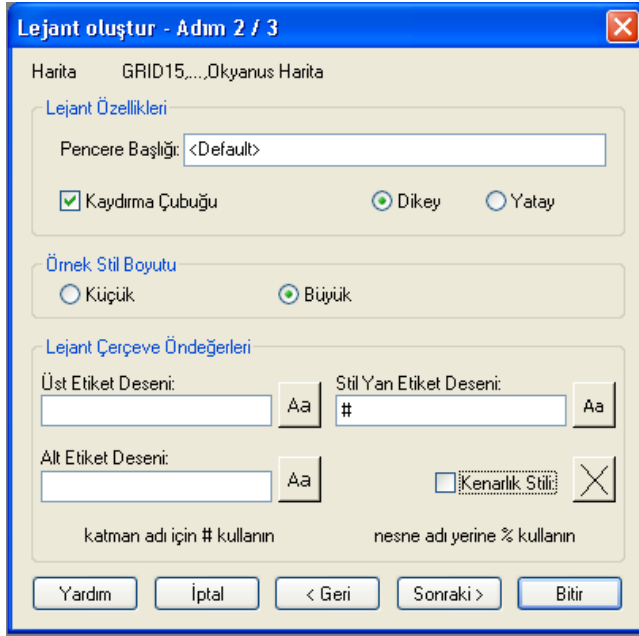 Lejant oluştur - Adım 2 / 3
Harita GRID15,...,Okyanus Harita
Lejant Özellikleri
Pencere Başlığı: <Default>
Kaydırma Çubuğu Dikey Yatay
Örnek Stil Boyutu
Küçük Büyük
Lejant Çerçeve Öndeğerleri
Üst Etiket Deseni: Stil Yan Etiket Deseni:
Aa # Aa
Alt Etiket Deseni:
Aa Kenarlık Stili:
katman adı için # kullanın nesne adı yerine % kullanın
Yardım İptal < Geri Sonraki > Bitir